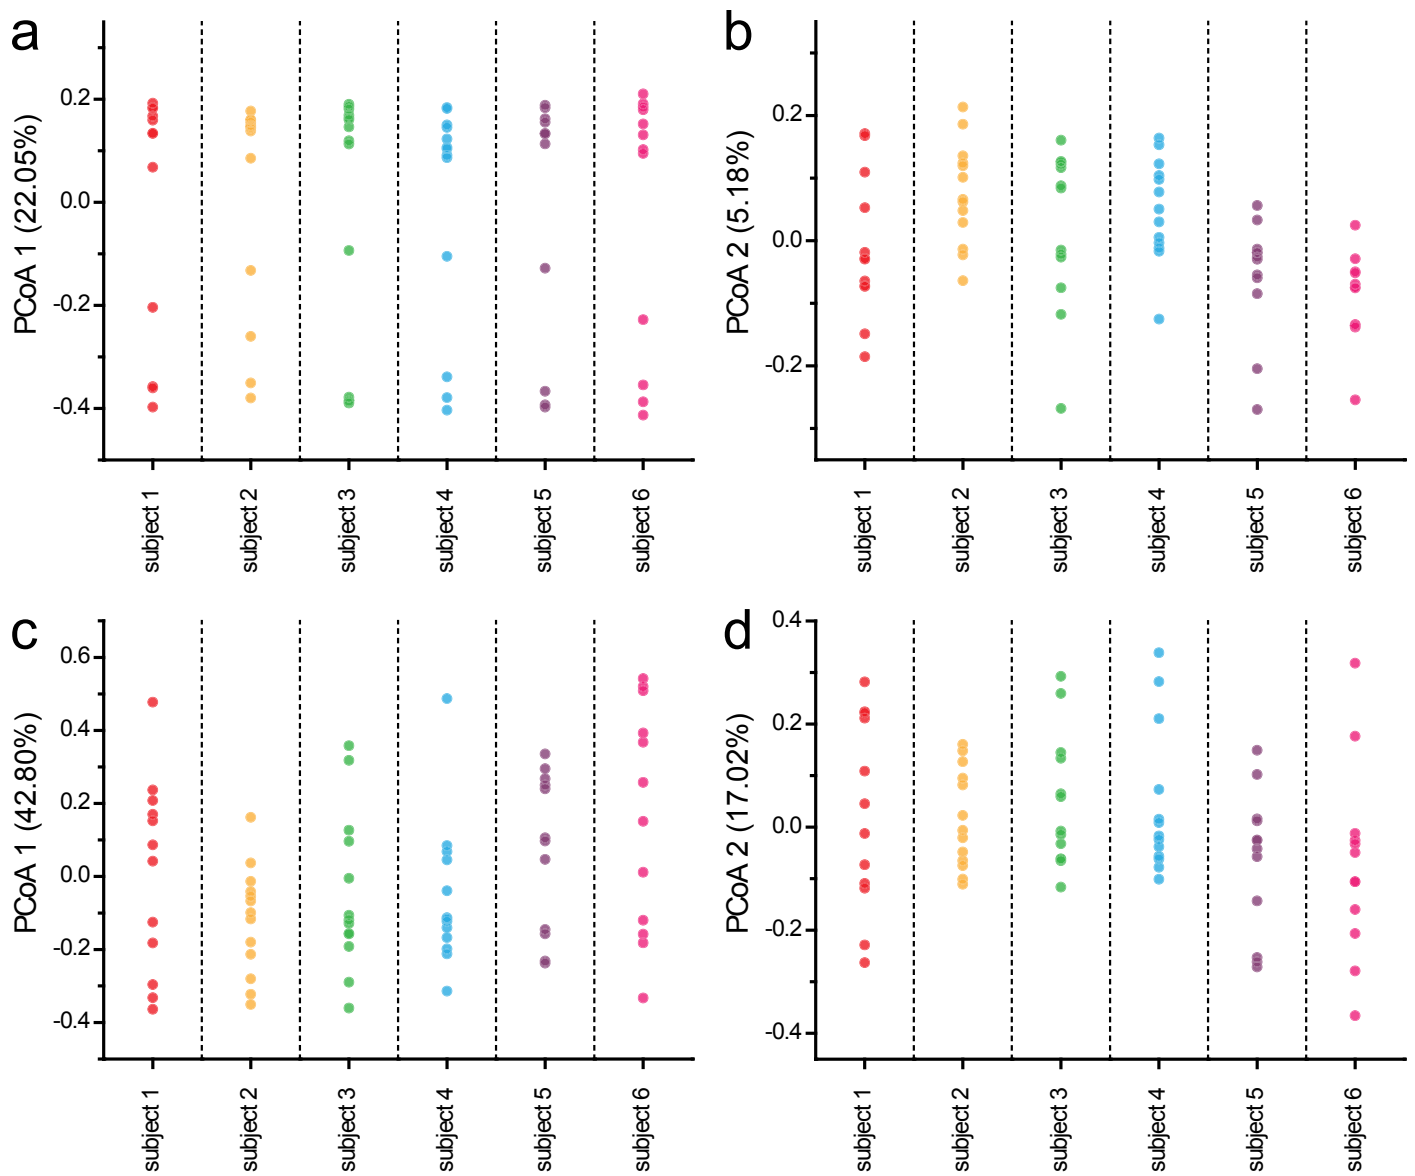 a
PCoA 1 (22.05%)
0.2
0.0
-0.2
-0.4
subject 1
subject 2
subject 3
subject 4
subject 5
subject 6
b
PCoA 2 (5.18%)
0.2
0.0
-0.2
subject 1
subject 2
subject 3
subject 4
subject 5
subject 6
c
PCoA 1 (42.80%)
0.6
0.4
0.2
0.0
-0.2
-0.4
subject 1
subject 2
subject 3
subject 4
subject 5
subject 6
d
PCoA 2 (17.02%)
0.4
0.2
0.0
-0.2
-0.4
subject 1
subject 2
subject 3
subject 4
subject 5
subject 6